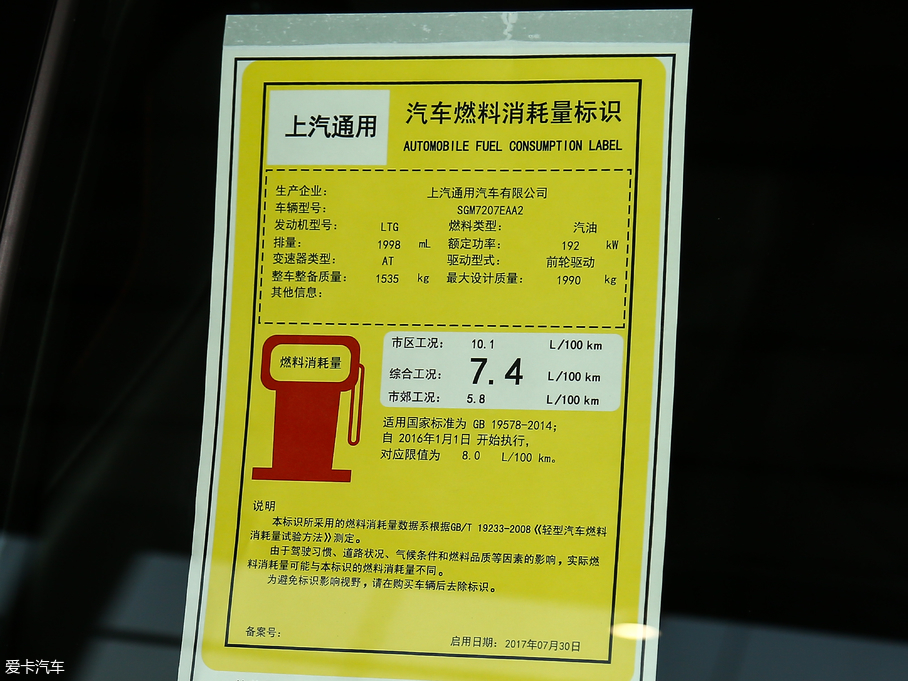 上汽通用
汽车燃料消耗量标识
AUTOMOBILE FUEL CONSUMPTION LABEL
生产企业: 上汽通用汽车有限公司
车辆型号: SGM7207EAA2
发动机型号: LTG 燃料类型: 汽油
排量: 1998 mL 额定功率: 192 kW
变速器类型: AT 驱动型式: 前轮驱动
整车整备质量: 1535 kg 最大设计质量: 1990 kg
其他信息:
燃料消耗量
市区工况: 10.1 L/100 km
综合工况: 7.4 L/100 km
市郊工况: 5.8 L/100 km
适用国家标准为 GB 19578-2014;
自 2016年1月1日 开始执行,
对应限值为 8.0 L/100 km。
说明
本标识所采用的燃料消耗量数据系根据GB/T 19233-2008《轻型汽车燃料
消耗量试验方法》测定。
由于驾驶习惯、道路状况、气候条件和燃料品质等因素的影响,实际燃
料消耗量可能与本标识的燃料消耗量不同。
为避免标识影响视野,请在购买车辆后去除标识。
备案号:
启用日期: 2017年07月30日
爱卡汽车